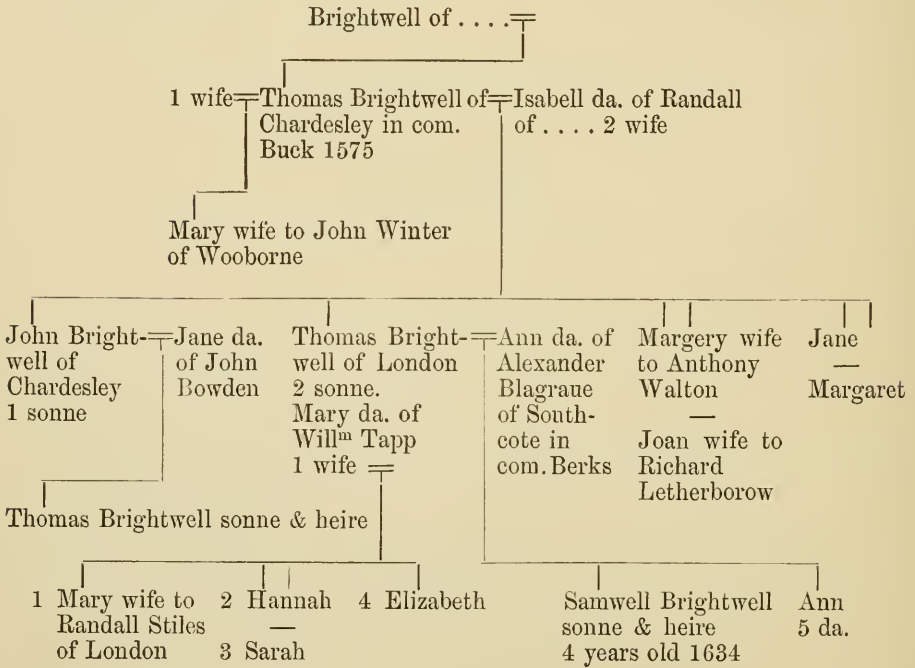 Brightwell of . . . .
1 wife
Thomas Brightwell of
Chardesley in com.
Buck 1575
Isabell da. of Randall
of . . . . 2 wife
Mary wife to John Winter
of Wooborne
John Bright-
well of
Chardesley
1 sonne
Jane da.
of John
Bowden
Thomas Bright-
well of London
2 sonne.
Mary da. of
Willᵐ Tapp
1 wife
Ann da. of
Alexander
Blagraue
of South-
cote in
com. Berks
Margery wife
to Anthony
Walton
—
Joan wife to
Richard
Letherborow
Jane
—
Margaret
Thomas Brightwell sonne & heire
1 Mary wife to
Randall Stiles
of London
2 Hannah
—
3 Sarah
4 Elizabeth
Samwell Brightwell
sonne & heire
4 years old 1634
Ann
5 da.